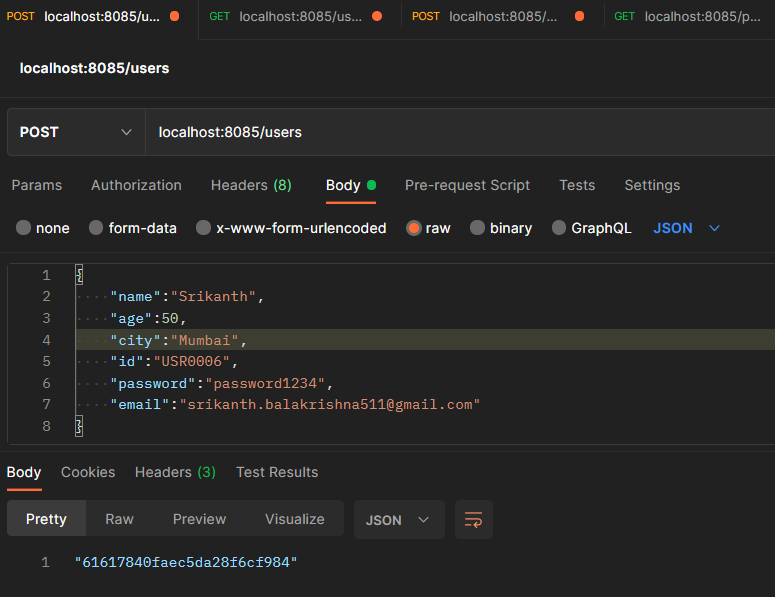 POST localhost:8085/u... GET localhost:8085/us... POST localhost:8085/... GET localhost:8085/p...
localhost:8085/users
POST localhost:8085/users
Params Authorization Headers (8) Body Pre-request Script Tests Settings
none form-data x-www-form-urlencoded raw binary GraphQL JSON
1 {
2 ····"name":"Srikanth",
3 ····"age":50,
4 ····"city":"Mumbai",
5 ····"id":"USR0006",
6 ····"password":"password1234",
7 ····"email":"srikanth.balakrishna511@gmail.com"
8 }
Body Cookies Headers (3) Test Results
Pretty Raw Preview Visualize JSON
1 "61617840faec5da28f6cf984"